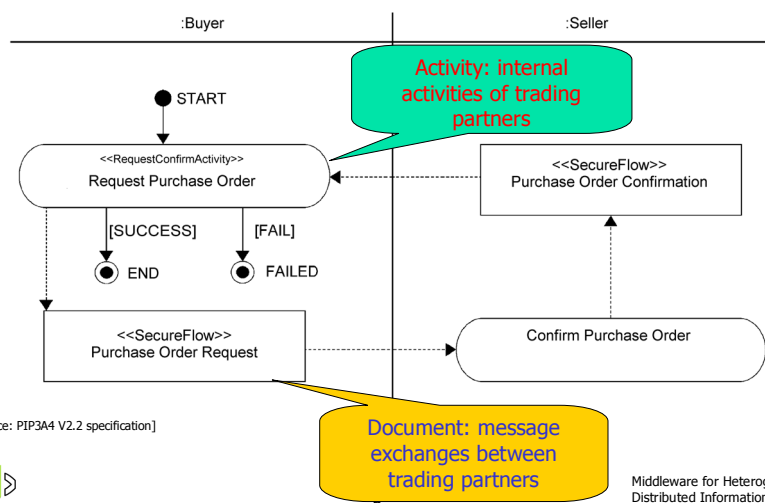 :Buyer
:Seller
Activity: internal
activities of trading
partners
START
<<RequestConfirmActivity>>
Request Purchase Order
<<SecureFlow>>
Purchase Order Confirmation
[SUCCESS]
[FAIL]
END
FAILED
<<SecureFlow>>
Purchase Order Request
Confirm Purchase Order
ce: PIP3A4 V2.2 specification]
Document: message
exchanges between
trading partners
Middleware for Heterog
Distributed Information